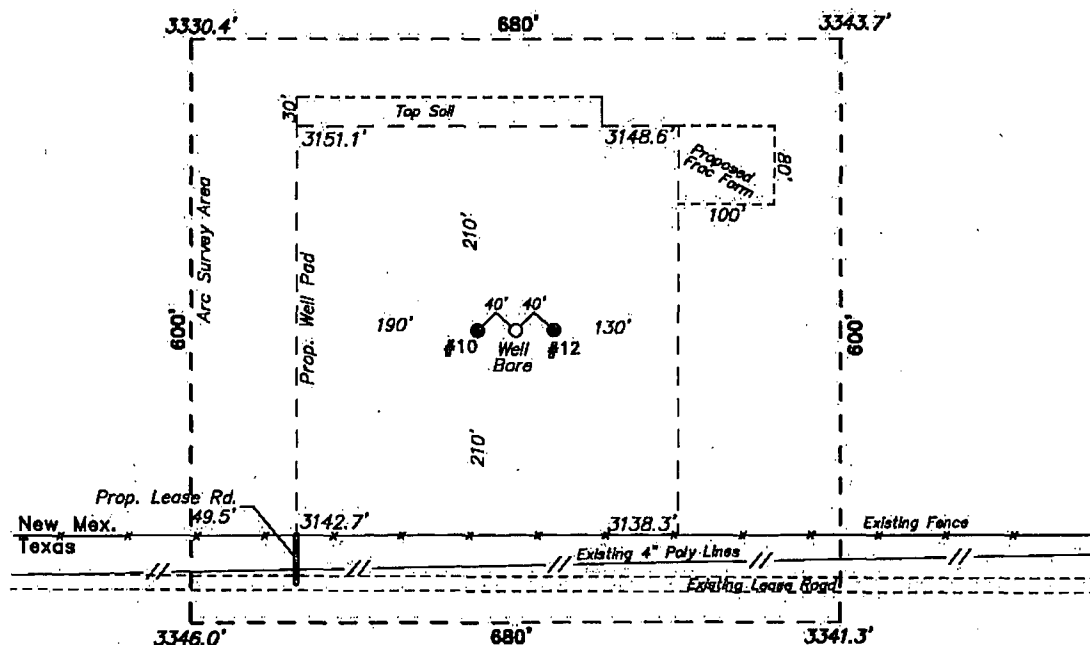 3330.4'
680'
3343.7'
30'
Top Soil
3151.1'
3148.6'
Proposed
Frac Farm
80'
100'
Arc Survey Area
600'
Prop. Well Pad
210'
40'
40'
190'
130'
#10
Well
Bore
#12
600'
210'
Prop. Lease Rd.
49.5'
New Mex.
3142.7'
3138.3'
Existing Fence
Texas
Existing 4" Poly Lines
Existing Lease Road
3346.0'
680'
3341.3'